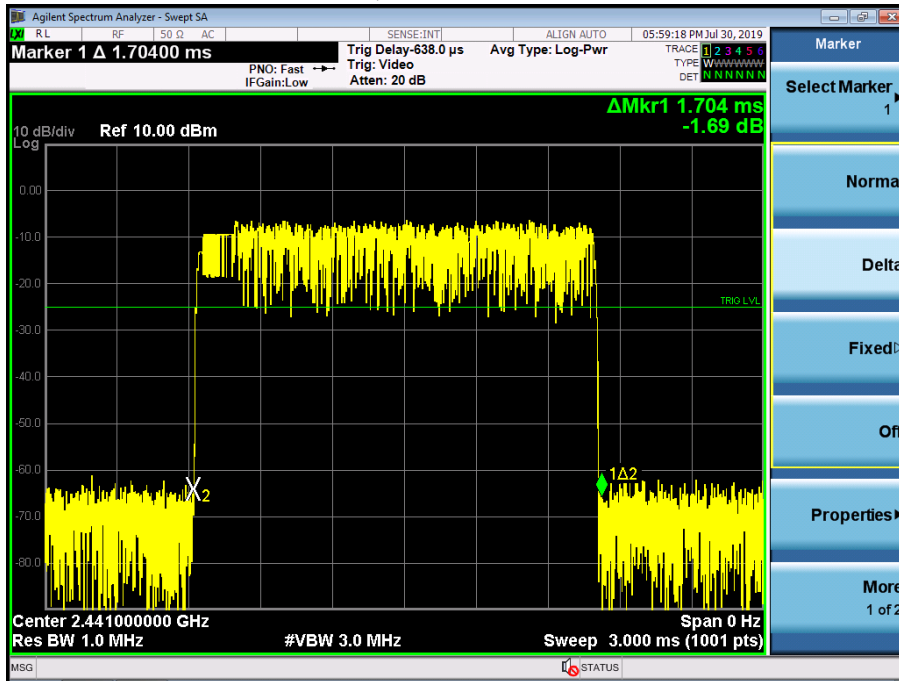 Agilent Spectrum Analyzer - Swept SA
LXI RL RF 50 Ω AC SENSE:INT ALIGN AUTO 05:59:18 PM Jul 30, 2019
Marker 1 Δ 1.70400 ms
PNO: Fast
IFGain:Low
Trig Delay-638.0 µs
Trig: Video
Atten: 20 dB
Avg Type: Log-Pwr
TRACE 1 2 3 4 5 6
TYPE WWWWWW
DET N N N N N N
ΔMkr1 1.704 ms
-1.69 dB
10 dB/div Ref 10.00 dBm
Log
0.00
-10.0
-20.0
TRIG LVL
-30.0
-40.0
-50.0
-60.0
1Δ2
2
-70.0
-80.0
Center 2.441000000 GHz Span 0 Hz
Res BW 1.0 MHz #VBW 3.0 MHz Sweep 3.000 ms (1001 pts)
MSG STATUS
Marker
Select Marker
1
Norma
Delta
Fixed
Off
Properties
More
1 of 2